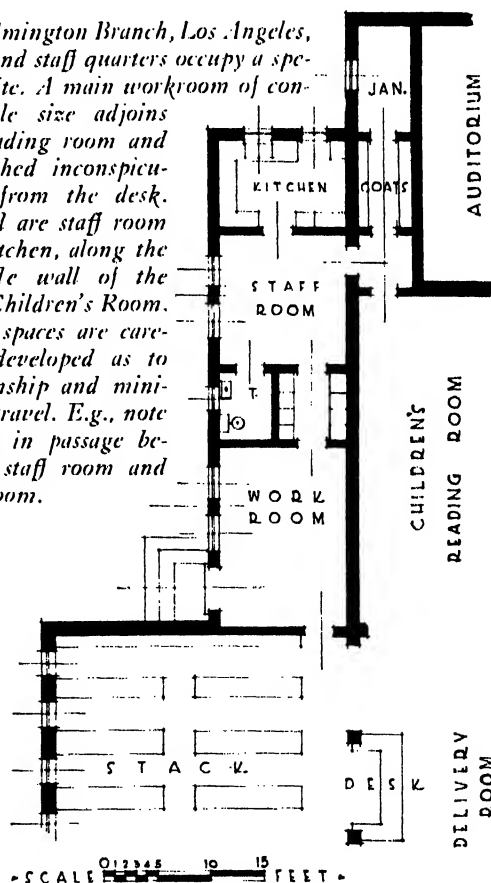 mington Branch, Los Angeles,
nd staff quarters occupy a spe-
te. A main workroom of con-
le size adjoins
ding room and
hed inconspicu-
from the desk.
l are staff room
tchen, along the
le wall of the
Children's Room.
spaces are care-
developed as to
nship and mini-
ravel. E.g., note
in passage be-
staff room and
oom.
JAN.
AUDITORIUM
KITCHEN
COATS
STAFF
ROOM
T.
CHILDREN'S
READING ROOM
WORK
ROOM
STACK
DESK
DELIVERY
ROOM
SCALE 0 1 2 3 4 5 10 15 FEET